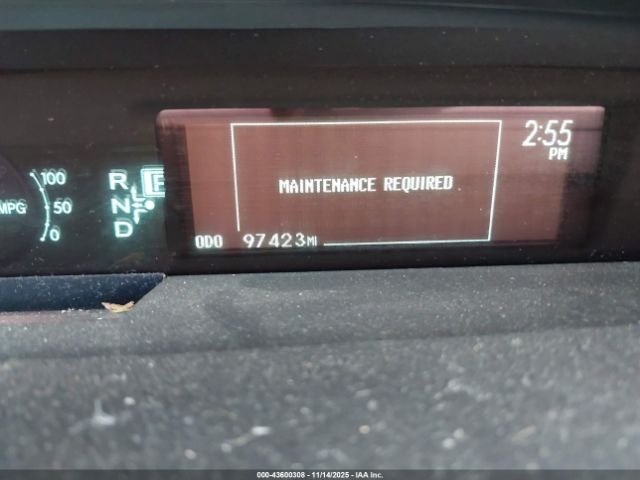 2:55
PM
MAINTENANCE REQUIRED
100
50
0
MPG
R
P
N
D
ODO 97423MI
000-43600308 - 11/14/2025 - IAA Inc.